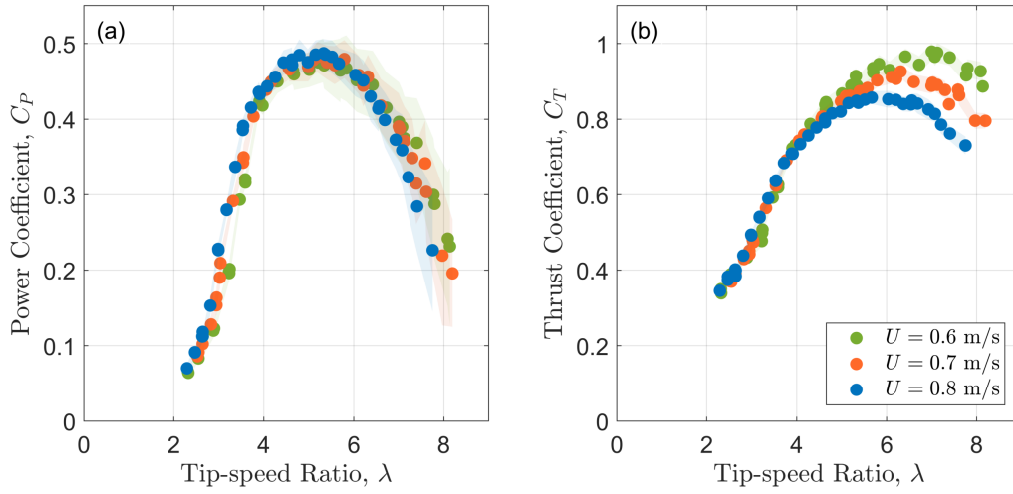 (a)
Power Coefficient, C_P
0.5
0.4
0.3
0.2
0.1
0
0 2 4 6 8
Tip-speed Ratio, λ
(b)
Thrust Coefficient, C_T
1
0.8
0.6
0.4
0.2
0
0 2 4 6 8
Tip-speed Ratio, λ
U = 0.6 m/s
U = 0.7 m/s
U = 0.8 m/s